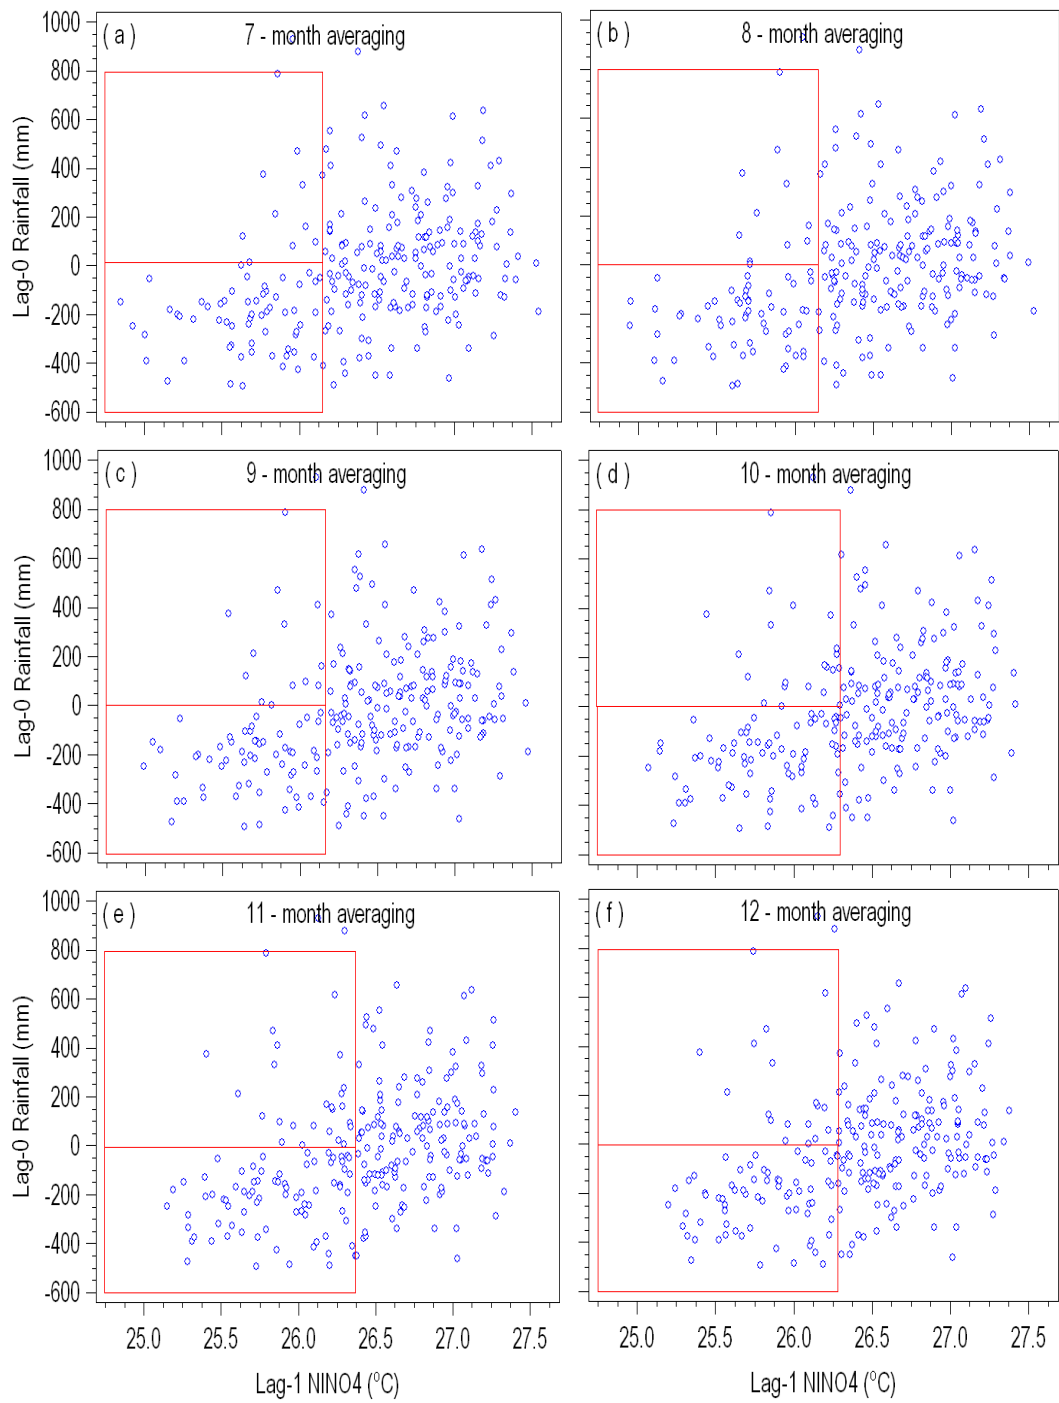 ( a ) 7 - month averaging
( b ) 8 - month averaging
1000
800
600
400
200
0
-200
-400
-600
Lag-0 Rainfall (mm)
( c ) 9 - month averaging
( d ) 10 - month averaging
1000
800
600
400
200
0
-200
-400
-600
Lag-0 Rainfall (mm)
( e ) 11 - month averaging
( f ) 12 - month averaging
1000
800
600
400
200
0
-200
-400
-600
Lag-0 Rainfall (mm)
25.0 25.5 26.0 26.5 27.0 27.5
25.0 25.5 26.0 26.5 27.0 27.5
Lag-1 NINO4 (°C)
Lag-1 NINO4 (°C)